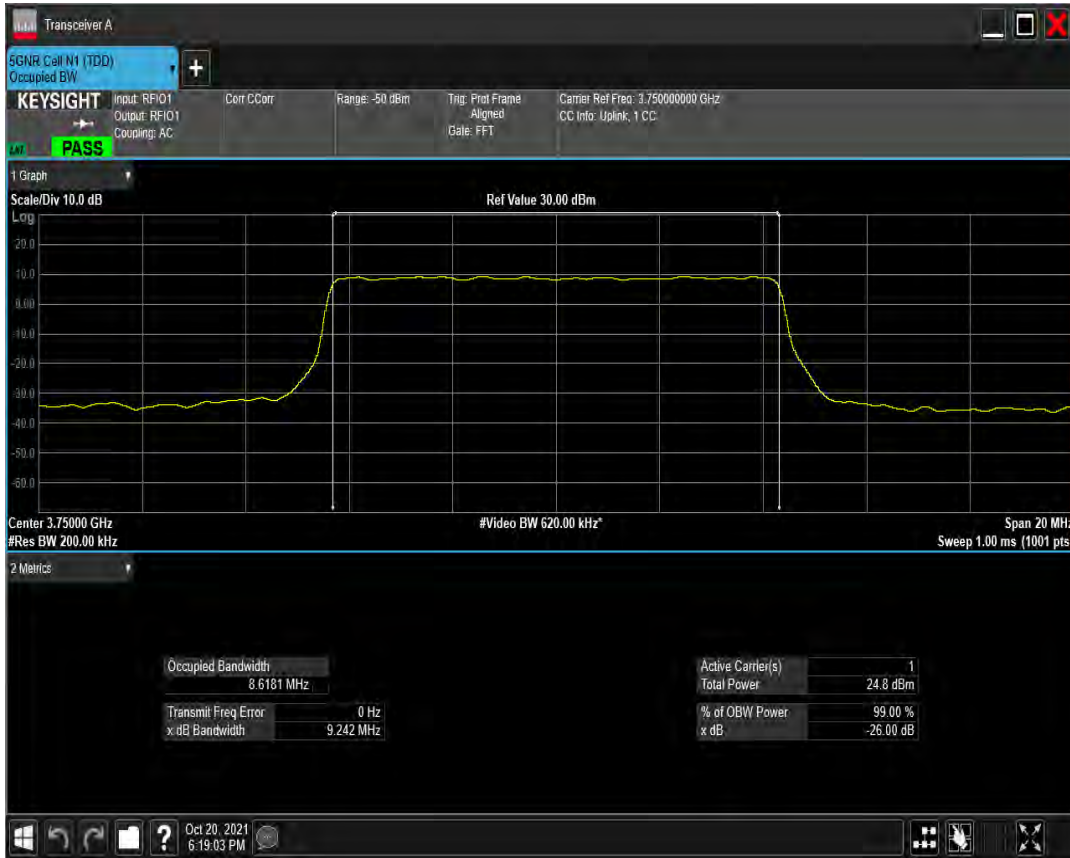 Transceiver A
5GNR Cell N1 (TDD)
Occupied BW
+
KEYSIGHT
PASS
Input: RFIO1
Output: RFIO1
Coupling: AC
Corr CCorr
Range: -50 dBm
Trig: Prot Frame
Aligned
Gate: FFT
Carrier Ref Freq: 3.750000000 GHz
CC Info: Uplink, 1 CC
1 Graph
Scale/Div 10.0 dB
Ref Value 30.00 dBm
Log
20.0
10.0
0.00
-10.0
-20.0
-30.0
-40.0
-50.0
-60.0
Center 3.75000 GHz
#Video BW 620.00 kHz*
Span 20 MHz
#Res BW 200.00 kHz
Sweep 1.00 ms (1001 pts
2 Metrics
Occupied Bandwidth
8.6181 MHz
Transmit Freq Error 0 Hz
x dB Bandwidth 9.242 MHz
Active Carrier(s) 1
Total Power 24.8 dBm
% of OBW Power 99.00 %
x dB -26.00 dB
?
Oct 20, 2021
6:19:03 PM